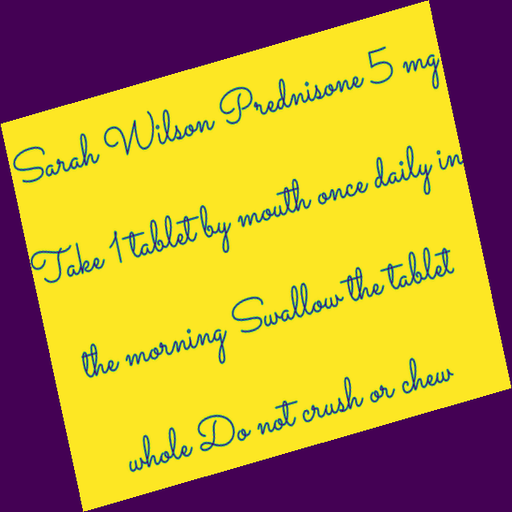 Sarah Wilson Prednisone 5 mg
Take 1 tablet by mouth once daily in
the morning Swallow the tablet
whole Do not crush or chew